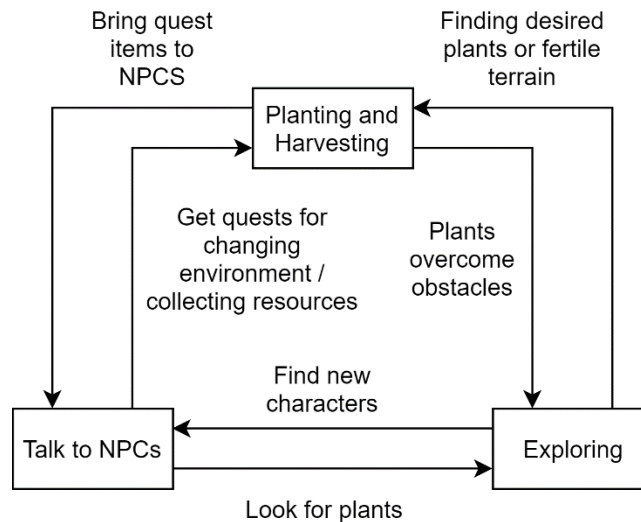 Bring quest
items to
NPCS
Finding desired
plants or fertile
terrain
Planting and
Harvesting
Get quests for
changing
environment /
collecting resources
Plants
overcome
obstacles
Find new
characters
Talk to NPCs
Exploring
Look for plants